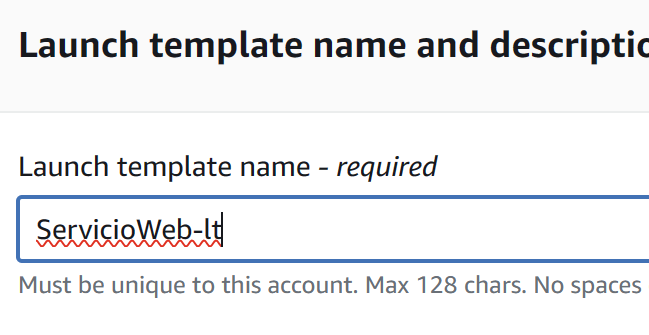 Launch template name and descriptio
Launch template name - required
ServicioWeb-lt
Must be unique to this account. Max 128 chars. No spaces